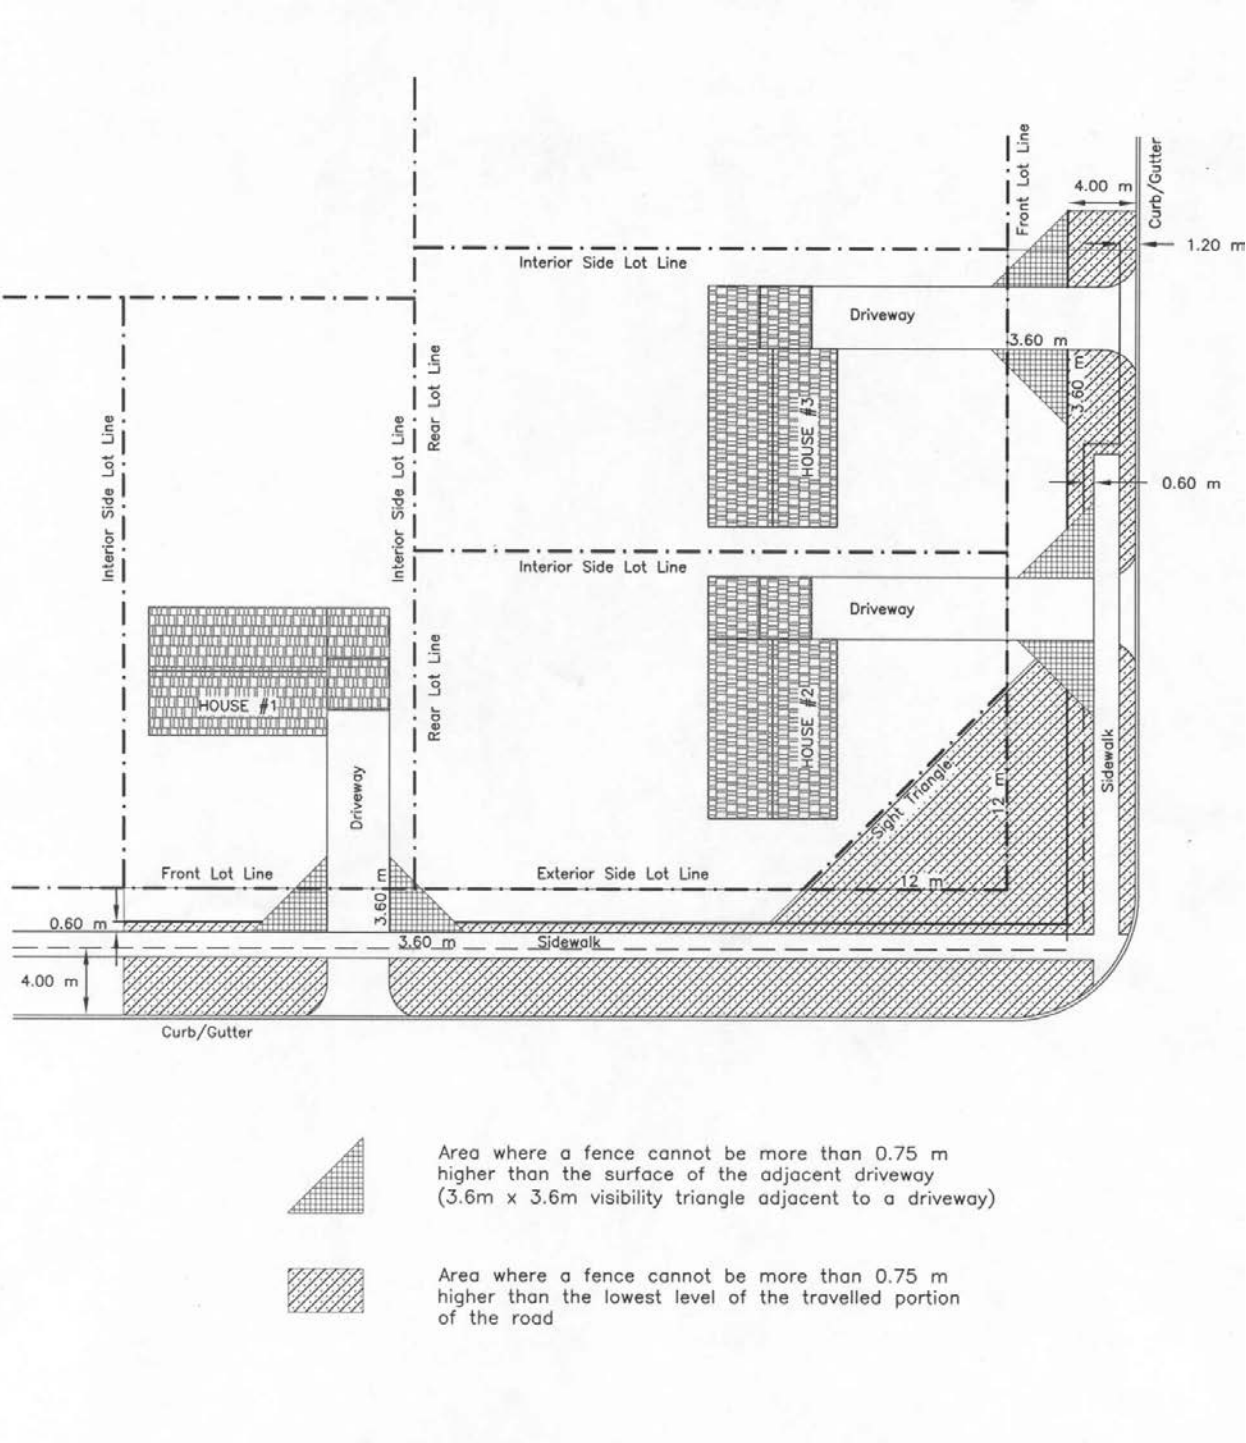 Front Lot Line
Curb/Gutter
4.00 m
1.20 m
Interior Side Lot Line
Driveway
3.60 m
3.60 m
Rear Lot Line
HOUSE #3
Interior Side Lot Line
Interior Side Lot Line
0.60 m
Interior Side Lot Line
Driveway
HOUSE #1
Rear Lot Line
HOUSE #2
Sidewalk
Driveway
Sight Triangle
12 m
Front Lot Line
Exterior Side Lot Line
12 m
3.60 m
0.60 m
3.60 m
Sidewalk
4.00 m
Curb/Gutter
Area where a fence cannot be more than 0.75 m
higher than the surface of the adjacent driveway
(3.6m x 3.6m visibility triangle adjacent to a driveway)
Area where a fence cannot be more than 0.75 m
higher than the lowest level of the travelled portion
of the road